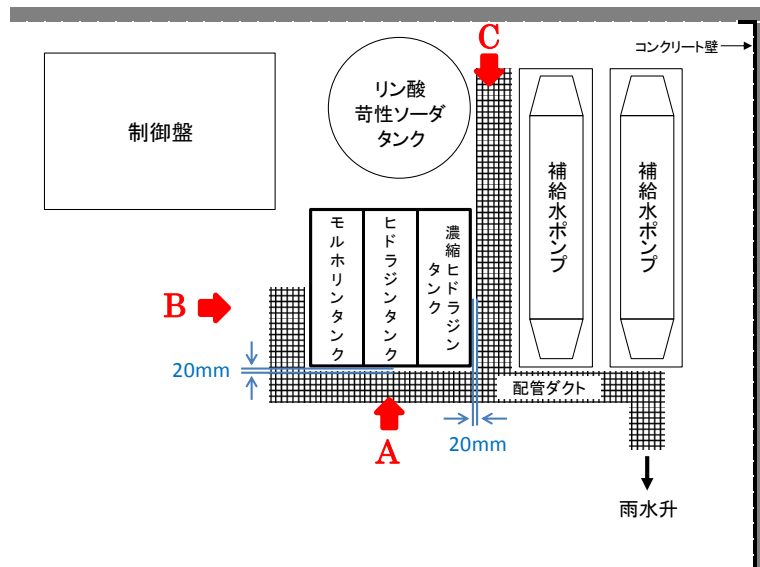 C
コンクリート壁
リン酸
苛性ソーダ
タンク
制御盤
補給水ポンプ
補給水ポンプ
モルホリンタンク
ヒドラジンタンク
濃縮ヒドラジン
タンク
B
20mm
配管ダクト
A
20mm
雨水升